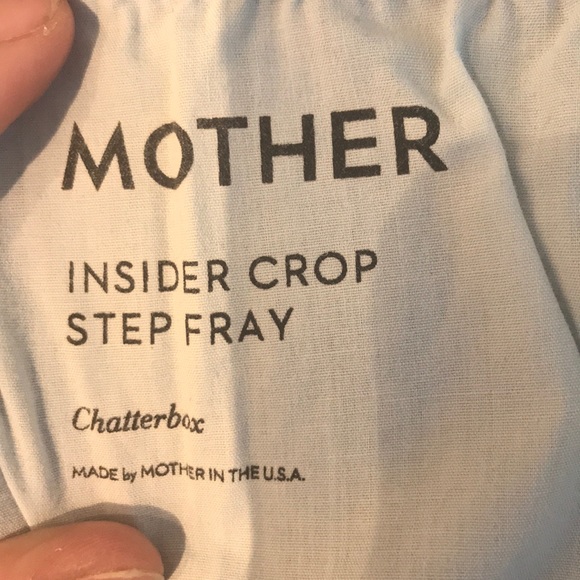 MOTHER
INSIDER CROP
STEP FRAY
Chatterbox
MADE by MOTHER IN THE U.S.A.